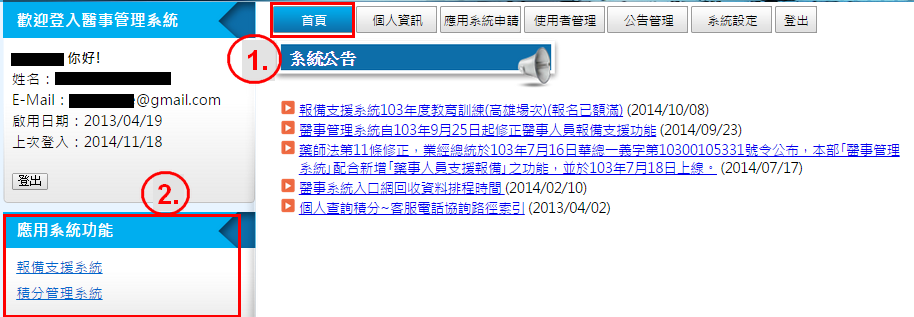 歡迎登入醫事管理系統
你好!
姓名：
E-Mail： e@gmail.com
啟用日期：2013/04/19
上次登入：2014/11/18
登出
2.
應用系統功能
報備支援系統
積分管理系統
首頁 個人資訊 應用系統申請 使用者管理 公告管理 系統設定 登出
1.
系統公告
報備支援系統103年度教育訓練(高雄場次)(報名已額滿) (2014/10/08)
醫事管理系統自103年9月25日起修正醫事人員報備支援功能 (2014/09/23)
藥師法第11條修正，業經總統於103年7月16日華總一義字第10300105331號令公布，本部「醫事管理
系統」配合新增「藥事人員支援報備」之功能，並於103年7月18日上線。 (2014/07/17)
醫事系統入口網回收資料排程時間 (2014/02/10)
個人查詢積分~客服電話協詢路徑索引 (2013/04/02)